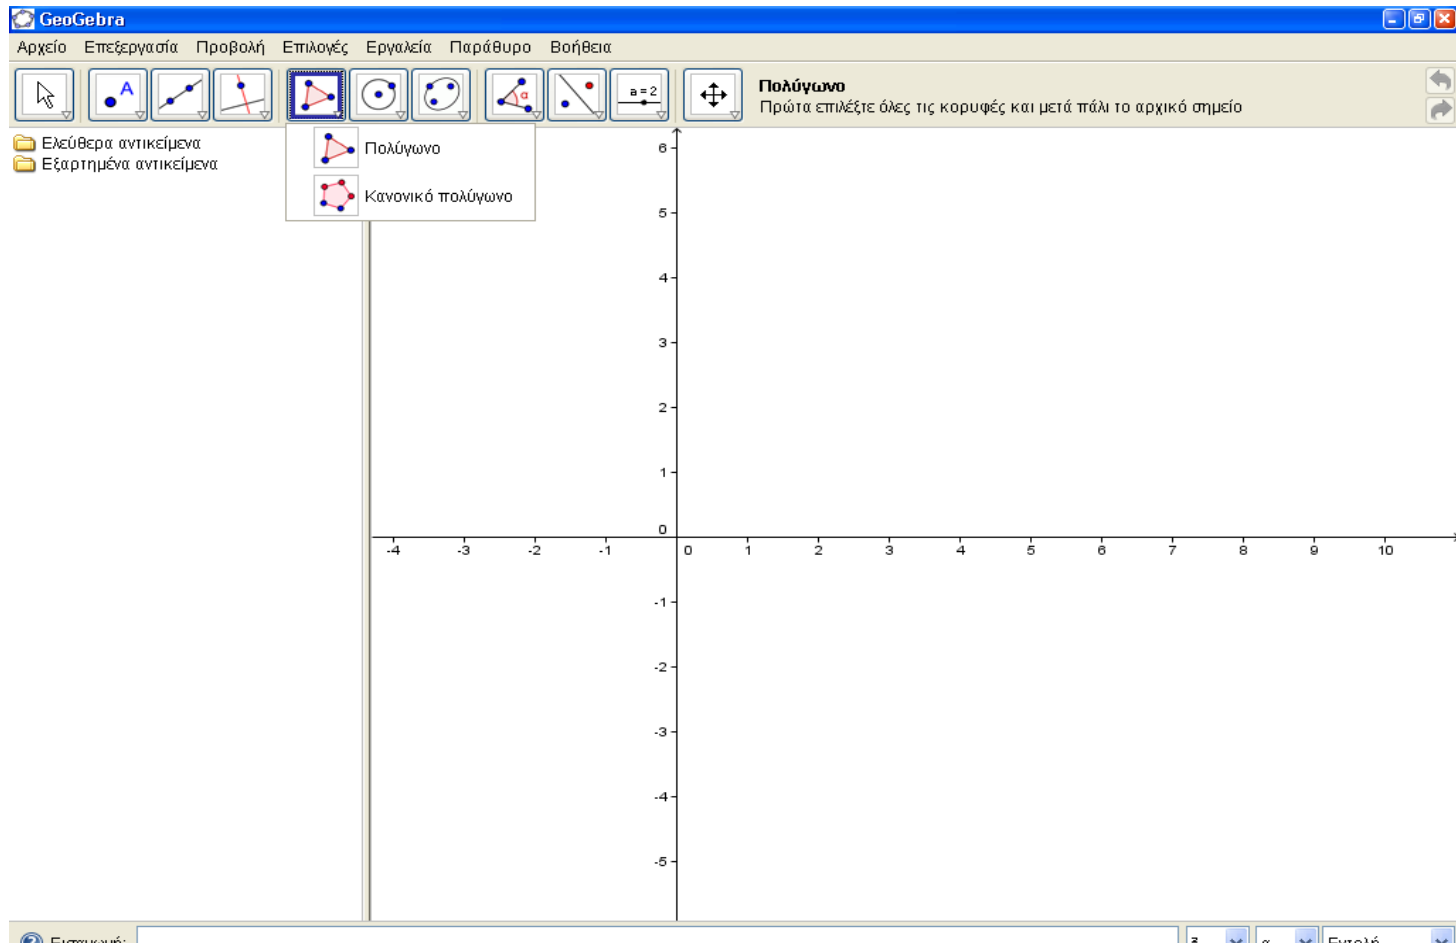 GeoGebra
Αρχείο Επεξεργασία Προβολή Επιλογές Εργαλεία Παράθυρο Βοήθεια
A
α
a = 2
Πολύγωνο
Πρώτα επιλέξτε όλες τις κορυφές και μετά πάλι το αρχικό σημείο
Ελεύθερα αντικείμενα
Εξαρτημένα αντικείμενα
Πολύγωνο
Κανονικό πολύγωνο
6
5
4
3
2
1
0
-4 -3 -2 -1 0 1 2 3 4 5 6 7 8 9 10
-1
-2
-3
-4
-5
Εισαγωγή: α Εντολή